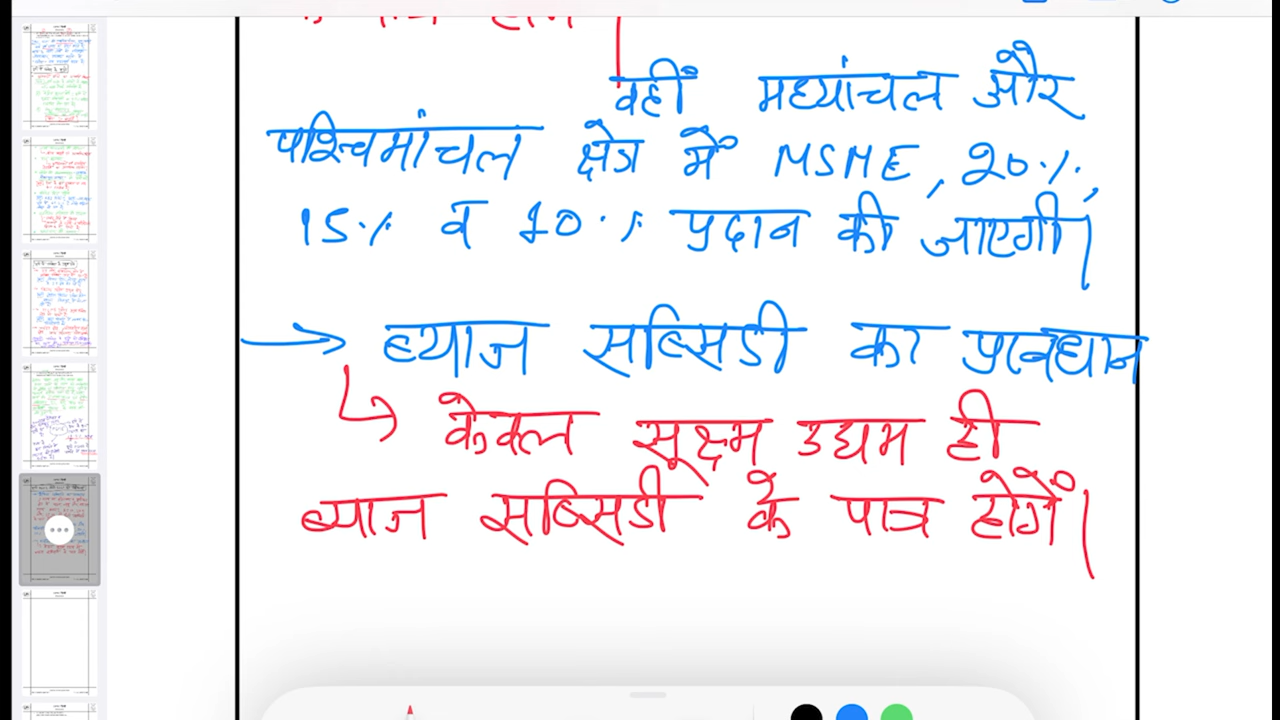 वहीं मध्यांचल और
पश्चिमांचल क्षेत्र में MSME, 20%,
15% व 10% प्रदान की जाएगी।
→ ब्याज सब्सिडी का प्रावधान
↳ केवल सूक्ष्म उद्यम ही
ब्याज सब्सिडी के पात्र होगें।